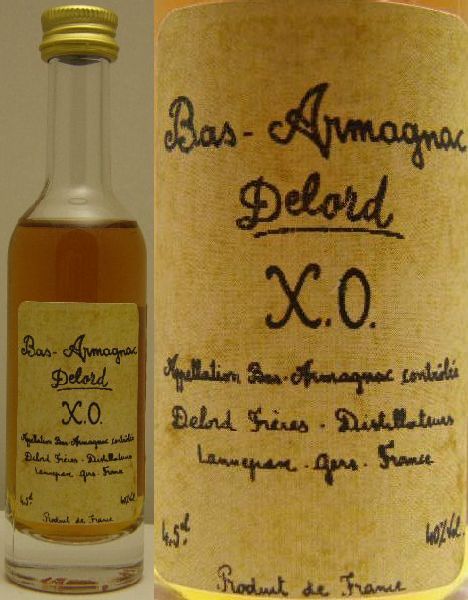 Bas-Armagnac
Delord
X.O.
Appellation Bas-Armagnac contrôlée
Delord Frères - Distillateurs
Lannepax - Gers - France
4.5cl 40%Vol.
Produit de France
Bas-Armagnac
Delord
X.O.
Appellation Bas-Armagnac contrôlée
Delord Frères - Distillateurs
Lannepax - Gers - France
4.5cl 40%Vol.
Produit de France